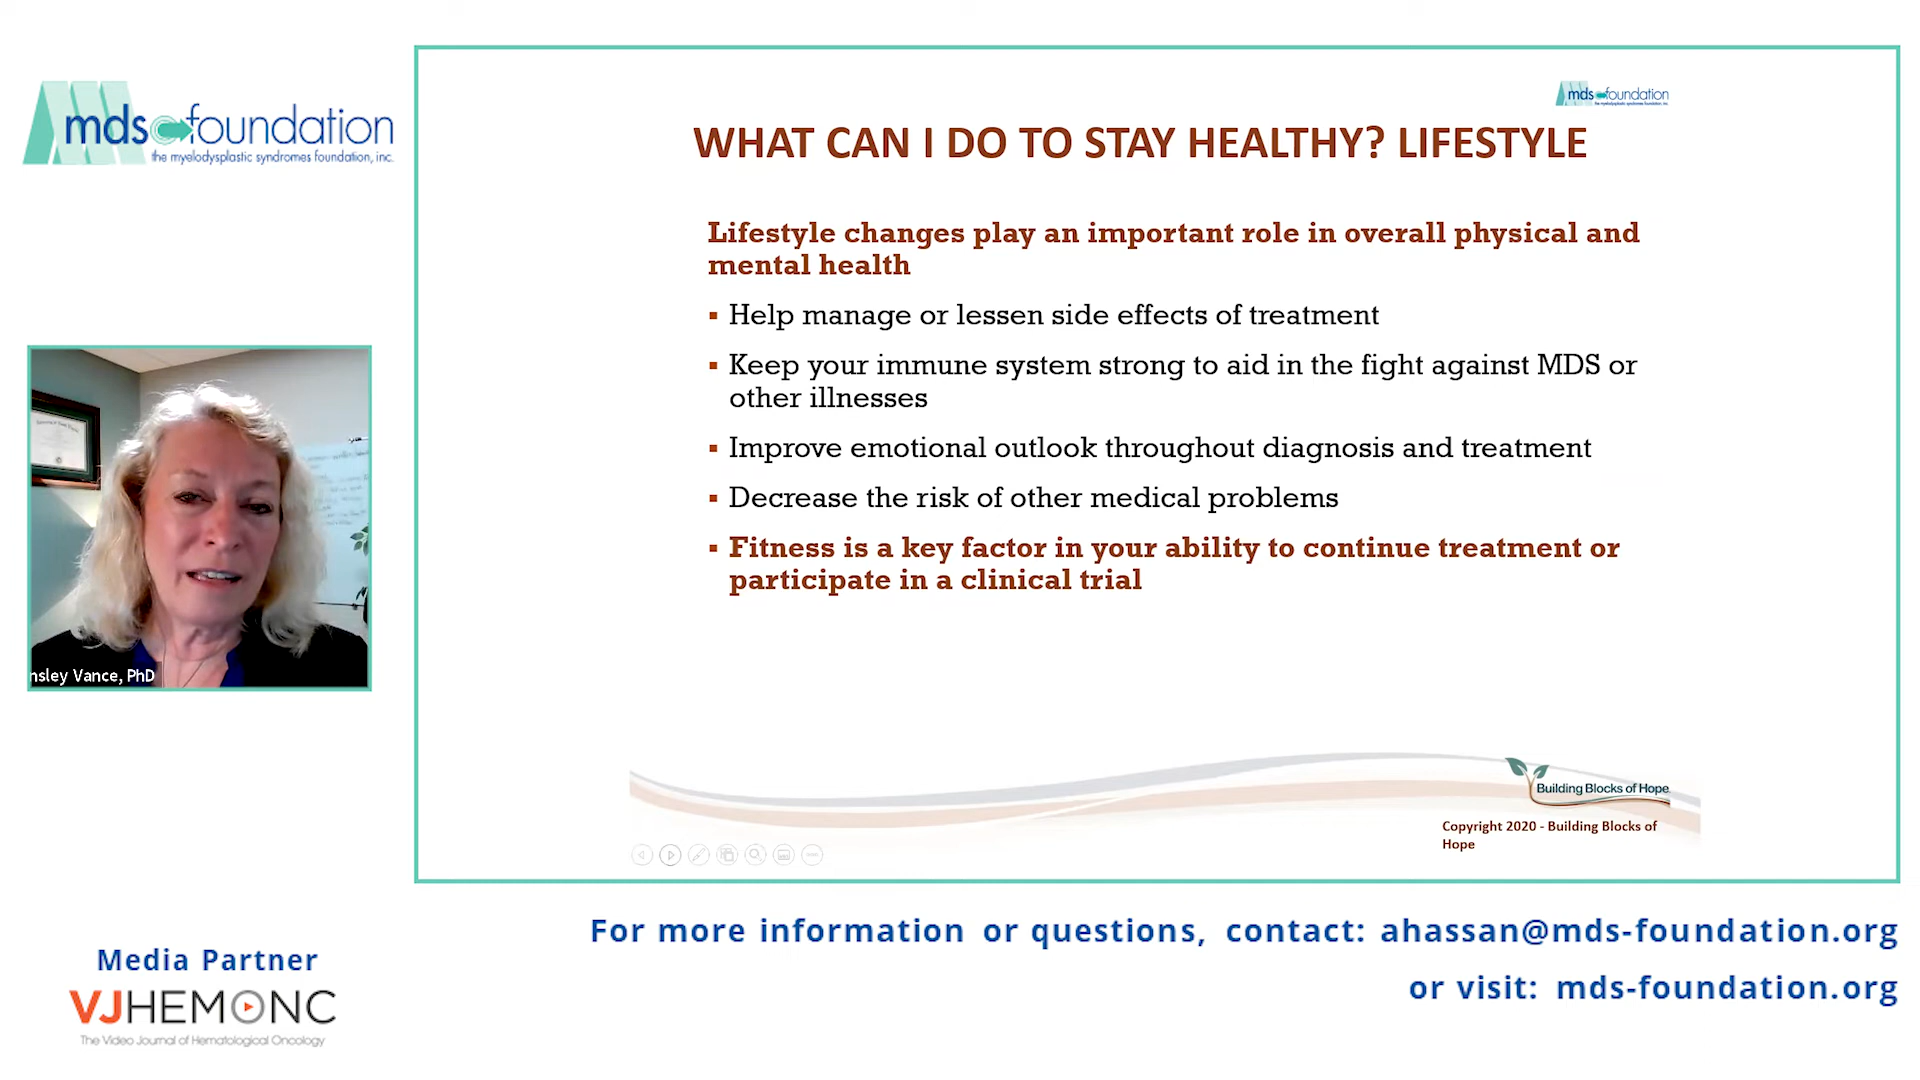 mds foundation
the myelodysplastic syndromes foundation, inc.
mds foundation
WHAT CAN I DO TO STAY HEALTHY? LIFESTYLE
Lifestyle changes play an important role in overall physical and
mental health
▪ Help manage or lessen side effects of treatment
▪ Keep your immune system strong to aid in the fight against MDS or
other illnesses
▪ Improve emotional outlook throughout diagnosis and treatment
▪ Decrease the risk of other medical problems
▪ Fitness is a key factor in your ability to continue treatment or
participate in a clinical trial
nsley Vance, PhD
Building Blocks of Hope
Copyright 2020 - Building Blocks of
Hope
For more information or questions, contact: ahassan@mds-foundation.org
or visit: mds-foundation.org
Media Partner
VJHEMONC
The Video Journal of Hematological Oncology